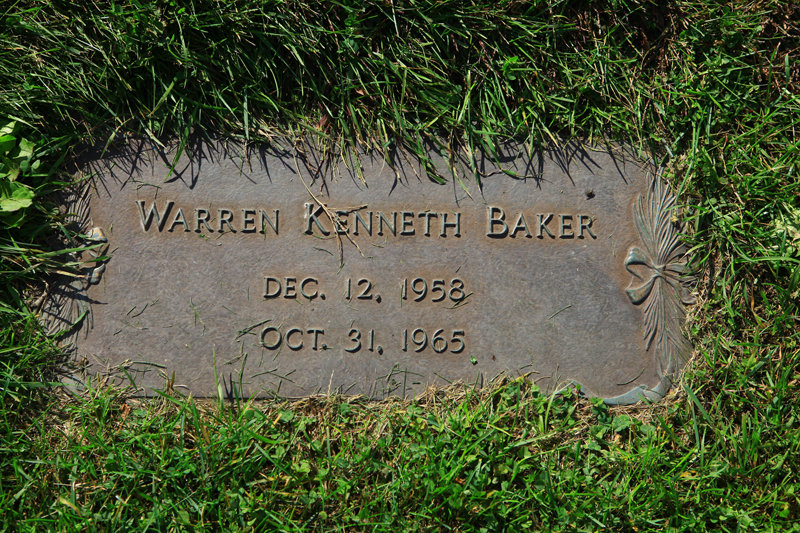 WARREN KENNETH BAKER
DEC. 12, 1958
OCT. 31, 1965